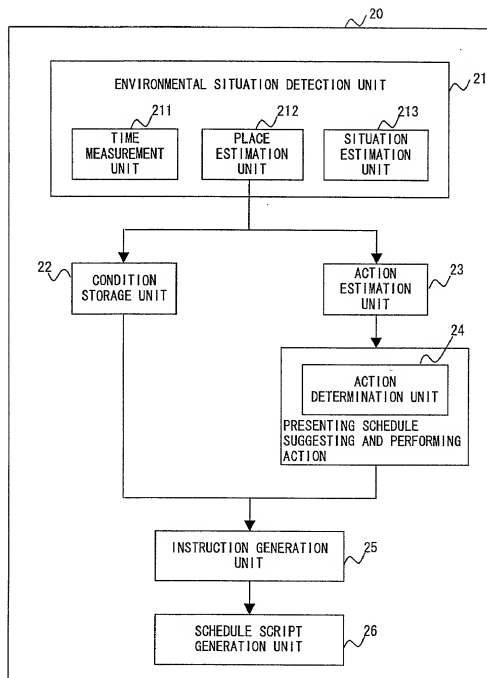 20
ENVIRONMENTAL SITUATION DETECTION UNIT
21
211
212
213
TIME
MEASUREMENT
UNIT
PLACE
ESTIMATION
UNIT
SITUATION
ESTIMATION
UNIT
22
CONDITION
STORAGE UNIT
ACTION
ESTIMATION
UNIT
23
24
ACTION
DETERMINATION UNIT
PRESENTING SCHEDULE
SUGGESTING AND PERFORMING
ACTION
INSTRUCTION GENERATION
UNIT
25
SCHEDULE SCRIPT
GENERATION UNIT
26